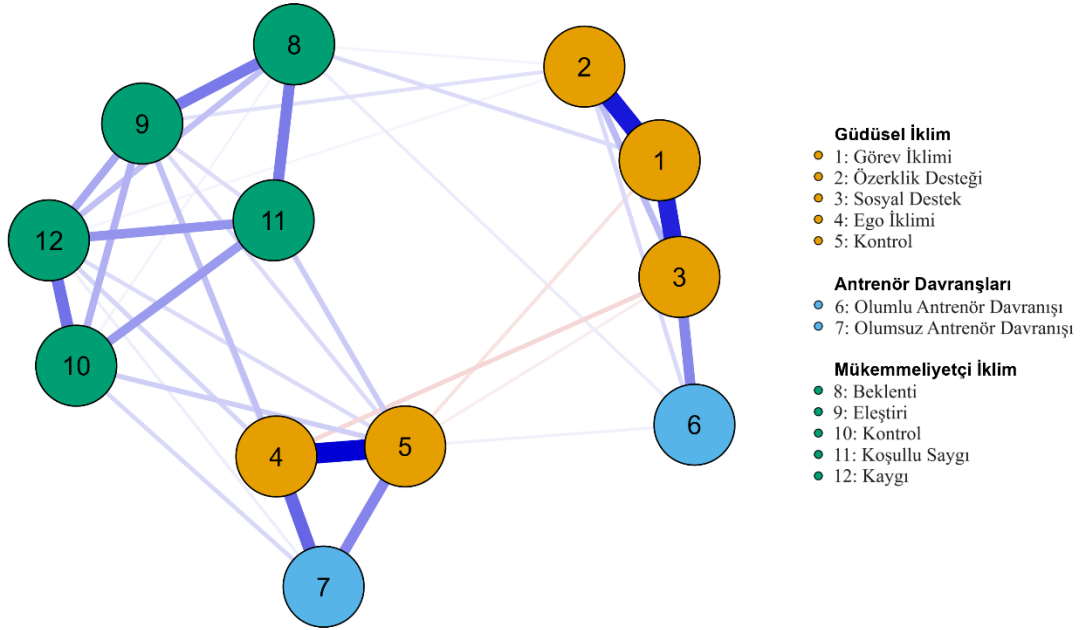 8
2
9
1
11
12
3
10
6
5
4
7
Güdüsel İklim
1: Görev İklimi
2: Özerklik Desteği
3: Sosyal Destek
4: Ego İklimi
5: Kontrol
Antrenör Davranşları
6: Olumlu Antrenör Davranışı
7: Olumsuz Antrenör Davranışı
Mükemmeliyetçi İklim
8: Beklenti
9: Eleştiri
10: Kontrol
11: Koşullu Saygı
12: Kaygı